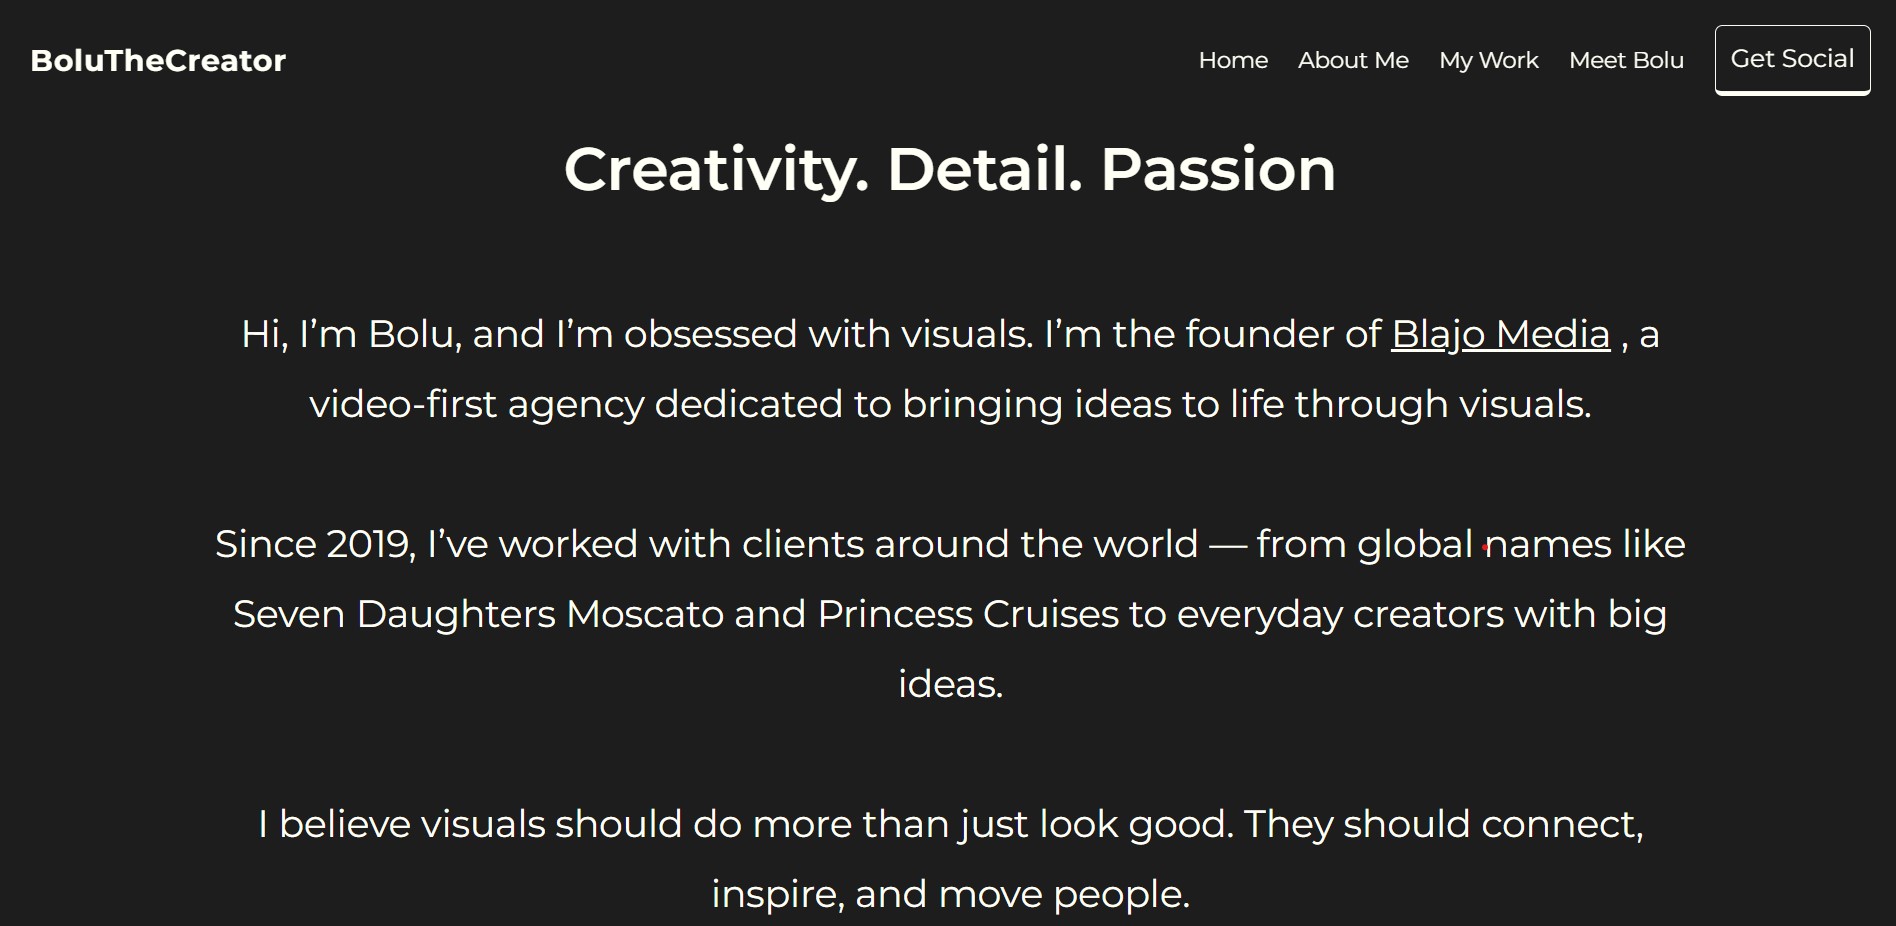 BoluTheCreator
Home
About Me
My Work
Meet Bolu
Get Social
Creativity. Detail. Passion
Hi, I’m Bolu, and I’m obsessed with visuals. I’m the founder of Blajo Media , a
video-first agency dedicated to bringing ideas to life through visuals.
Since 2019, I’ve worked with clients around the world — from global names like
Seven Daughters Moscato and Princess Cruises to everyday creators with big
ideas.
I believe visuals should do more than just look good. They should connect,
inspire, and move people.